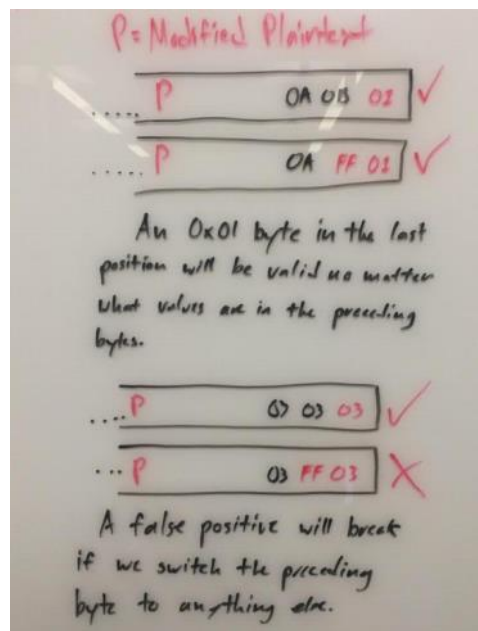 P = Modified Plaintext
..... P 0A 0B 01 ✓
..... P 0A FF 01 ✓
An 0x01 byte in the last
position will be valid no matter
what values are in the preceding
bytes.
.... P 03 03 03 ✓
... P 03 FF 03 X
A false positive will break
if we switch the preceding
byte to anything else.